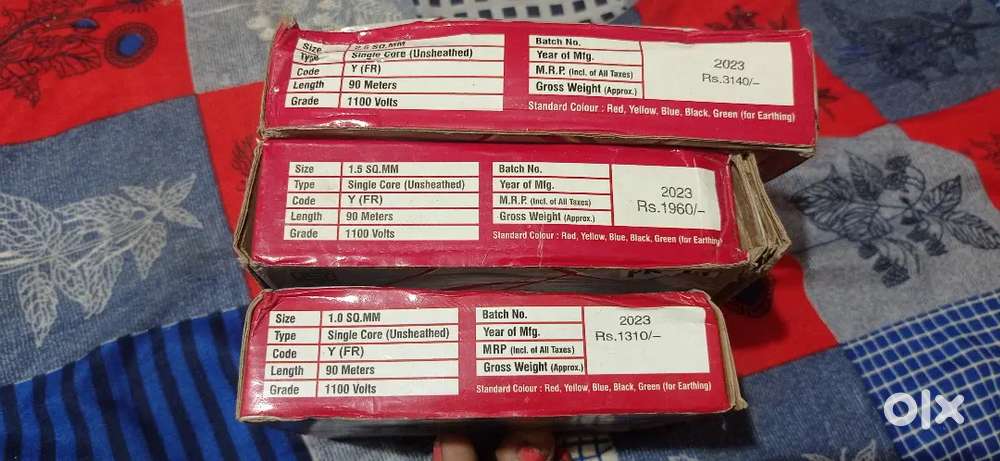 Size 2.5 SQ.MM
Type Single Core (Unsheathed)
Code Y (FR)
Length 90 Meters
Grade 1100 Volts
Batch No.
Year of Mfg. 2023
M.R.P. (Incl. of All Taxes) Rs.3140/-
Gross Weight (Approx.)
Standard Colour : Red, Yellow, Blue, Black, Green (for Earthing)
Size 1.5 SQ.MM
Type Single Core (Unsheathed)
Code Y (FR)
Length 90 Meters
Grade 1100 Volts
Batch No.
Year of Mfg. 2023
M.R.P. (Incl. of All Taxes) Rs.1960/-
Gross Weight (Approx.)
Standard Colour : Red, Yellow, Blue, Black, Green (for Earthing)
Size 1.0 SQ.MM
Type Single Core (Unsheathed)
Code Y (FR)
Length 90 Meters
Grade 1100 Volts
Batch No. 2023
Year of Mfg. Rs.1310/-
MRP (Incl. of All Taxes)
Gross Weight (Approx.)
Standard Colour : Red, Yellow, Blue, Black, Green (for Earthing)
olx